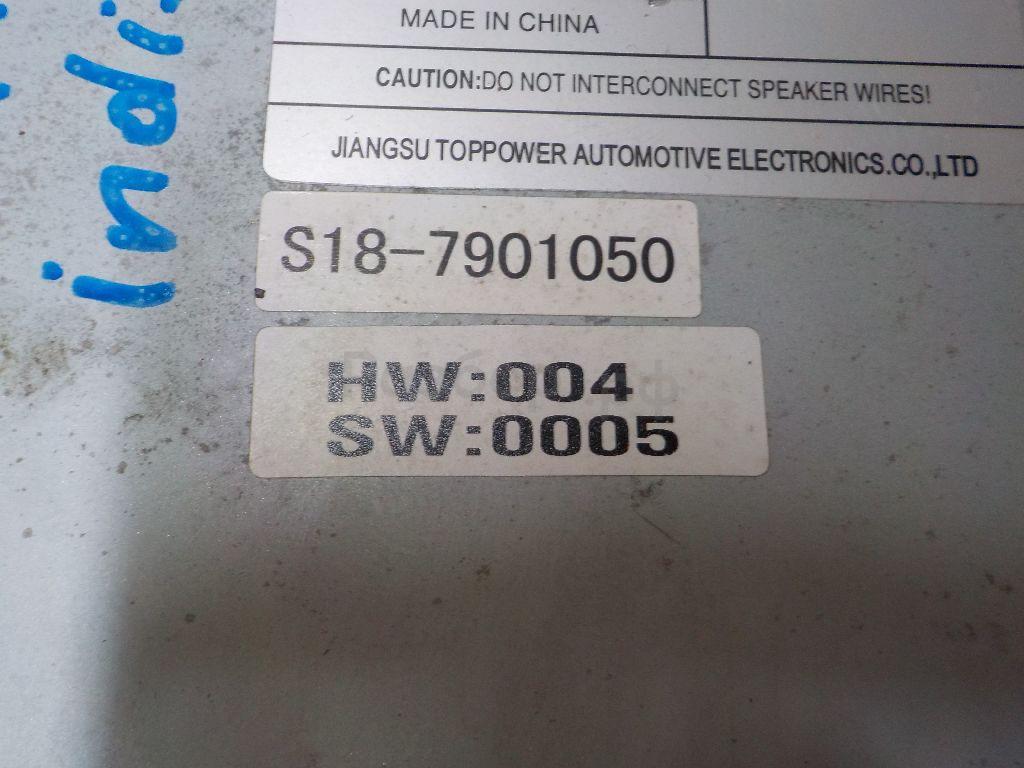 MADE IN CHINA
CAUTION:DO NOT INTERCONNECT SPEAKER WIRES!
JIANGSU TOPPOWER AUTOMOTIVE ELECTRONICS.CO.,LTD
S18-7901050
HW:004
SW:0005
indi